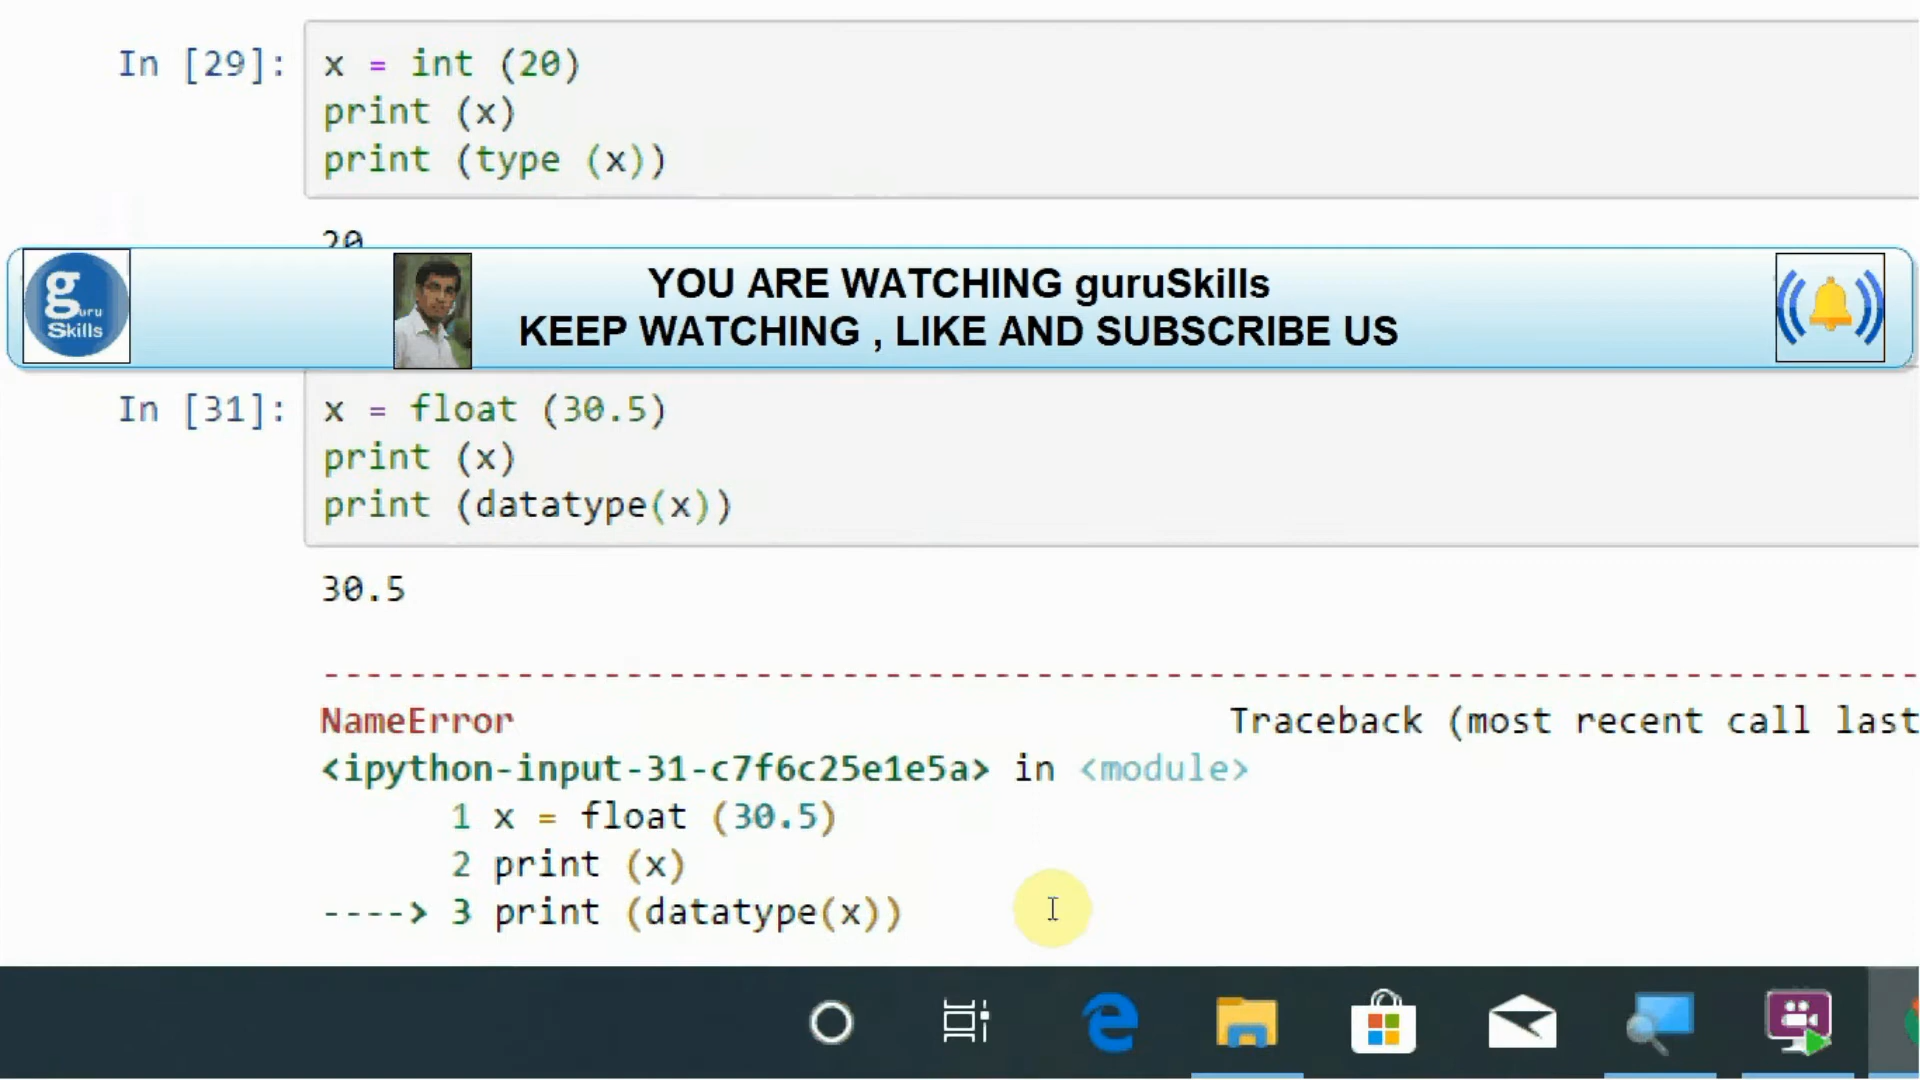 In [29]: x = int (20)
print (x)
print (type (x))
20
g
uru
Skills
YOU ARE WATCHING guruSkills
KEEP WATCHING , LIKE AND SUBSCRIBE US
In [31]: x = float (30.5)
print (x)
print (datatype(x))
30.5
---------------------------------------------------------------------------
NameError Traceback (most recent call last
<ipython-input-31-c7f6c25e1e5a> in <module>
1 x = float (30.5)
2 print (x)
----> 3 print (datatype(x))